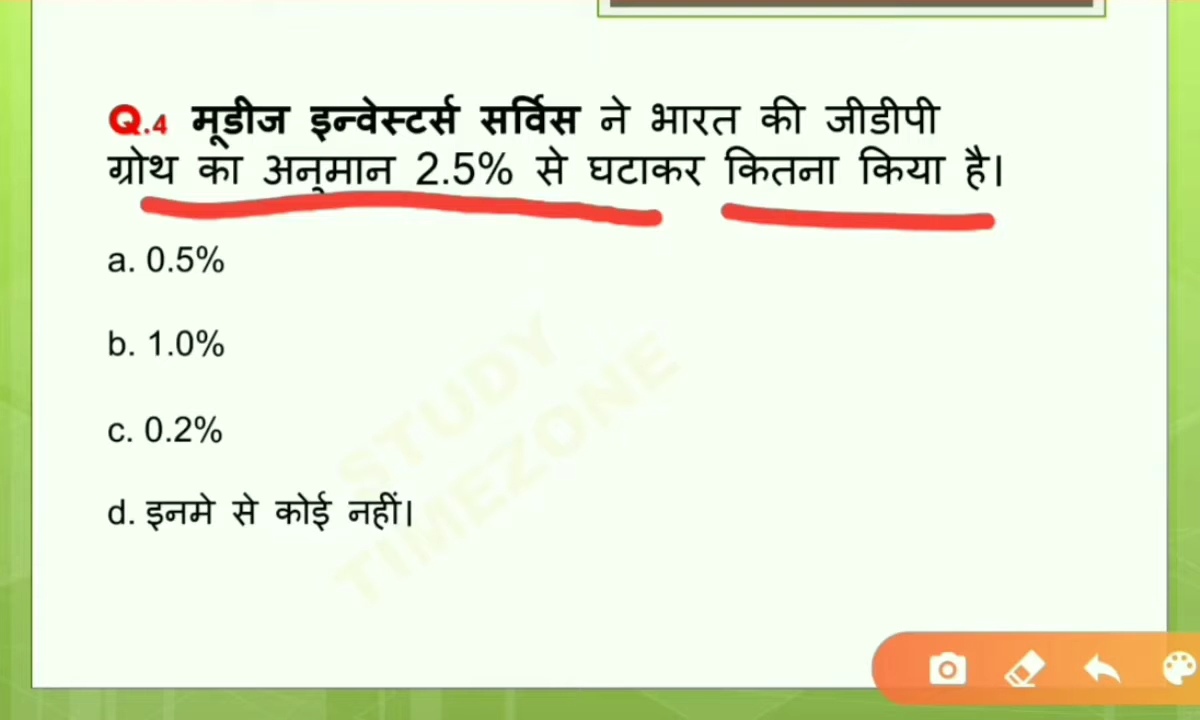 Q.4 मूडीज इन्वेस्टर्स सर्विस ने भारत की जीडीपी
ग्रोथ का अनुमान 2.5% से घटाकर कितना किया है।
a. 0.5%
b. 1.0%
c. 0.2%
d. इनमे से कोई नहीं।
STUDY
TIMEZONE